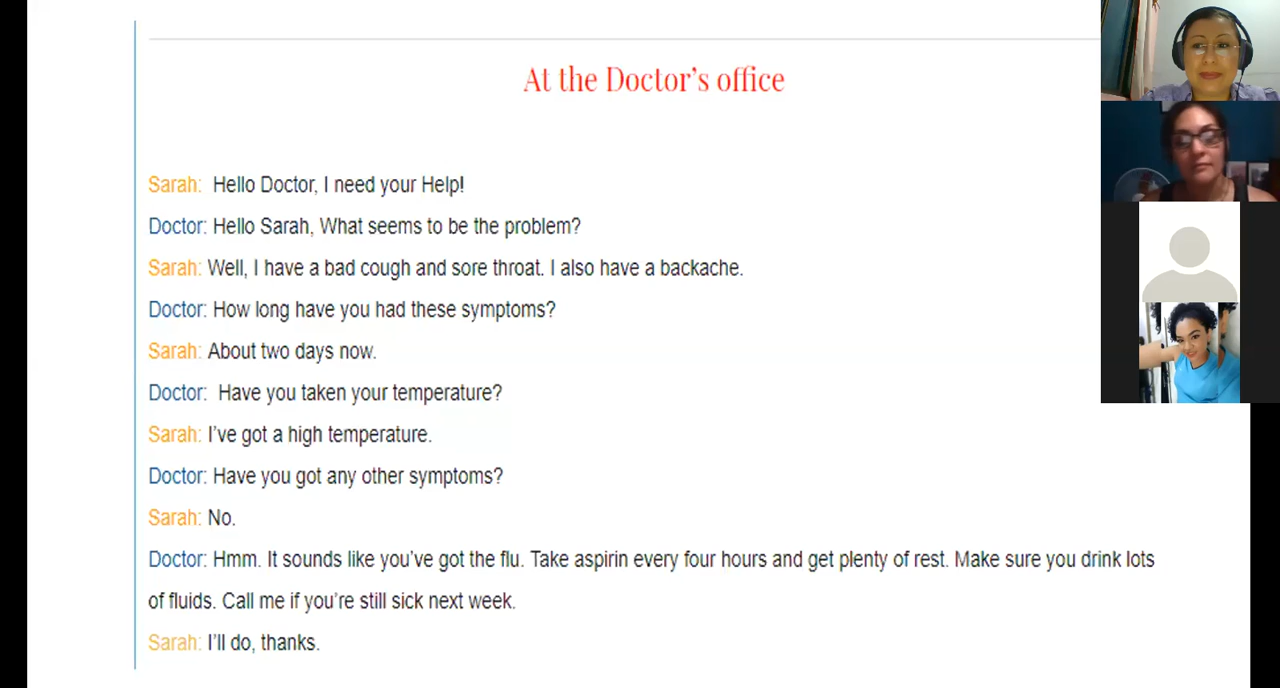 At the Doctor's office
Sarah: Hello Doctor, I need your Help!
Doctor: Hello Sarah, What seems to be the problem?
Sarah: Well, I have a bad cough and sore throat. I also have a backache.
Doctor: How long have you had these symptoms?
Sarah: About two days now.
Doctor: Have you taken your temperature?
Sarah: I've got a high temperature.
Doctor: Have you got any other symptoms?
Sarah: No.
Doctor: Hmm. It sounds like you've got the flu. Take aspirin every four hours and get plenty of rest. Make sure you drink lots
of fluids. Call me if you're still sick next week.
Sarah: I'll do, thanks.